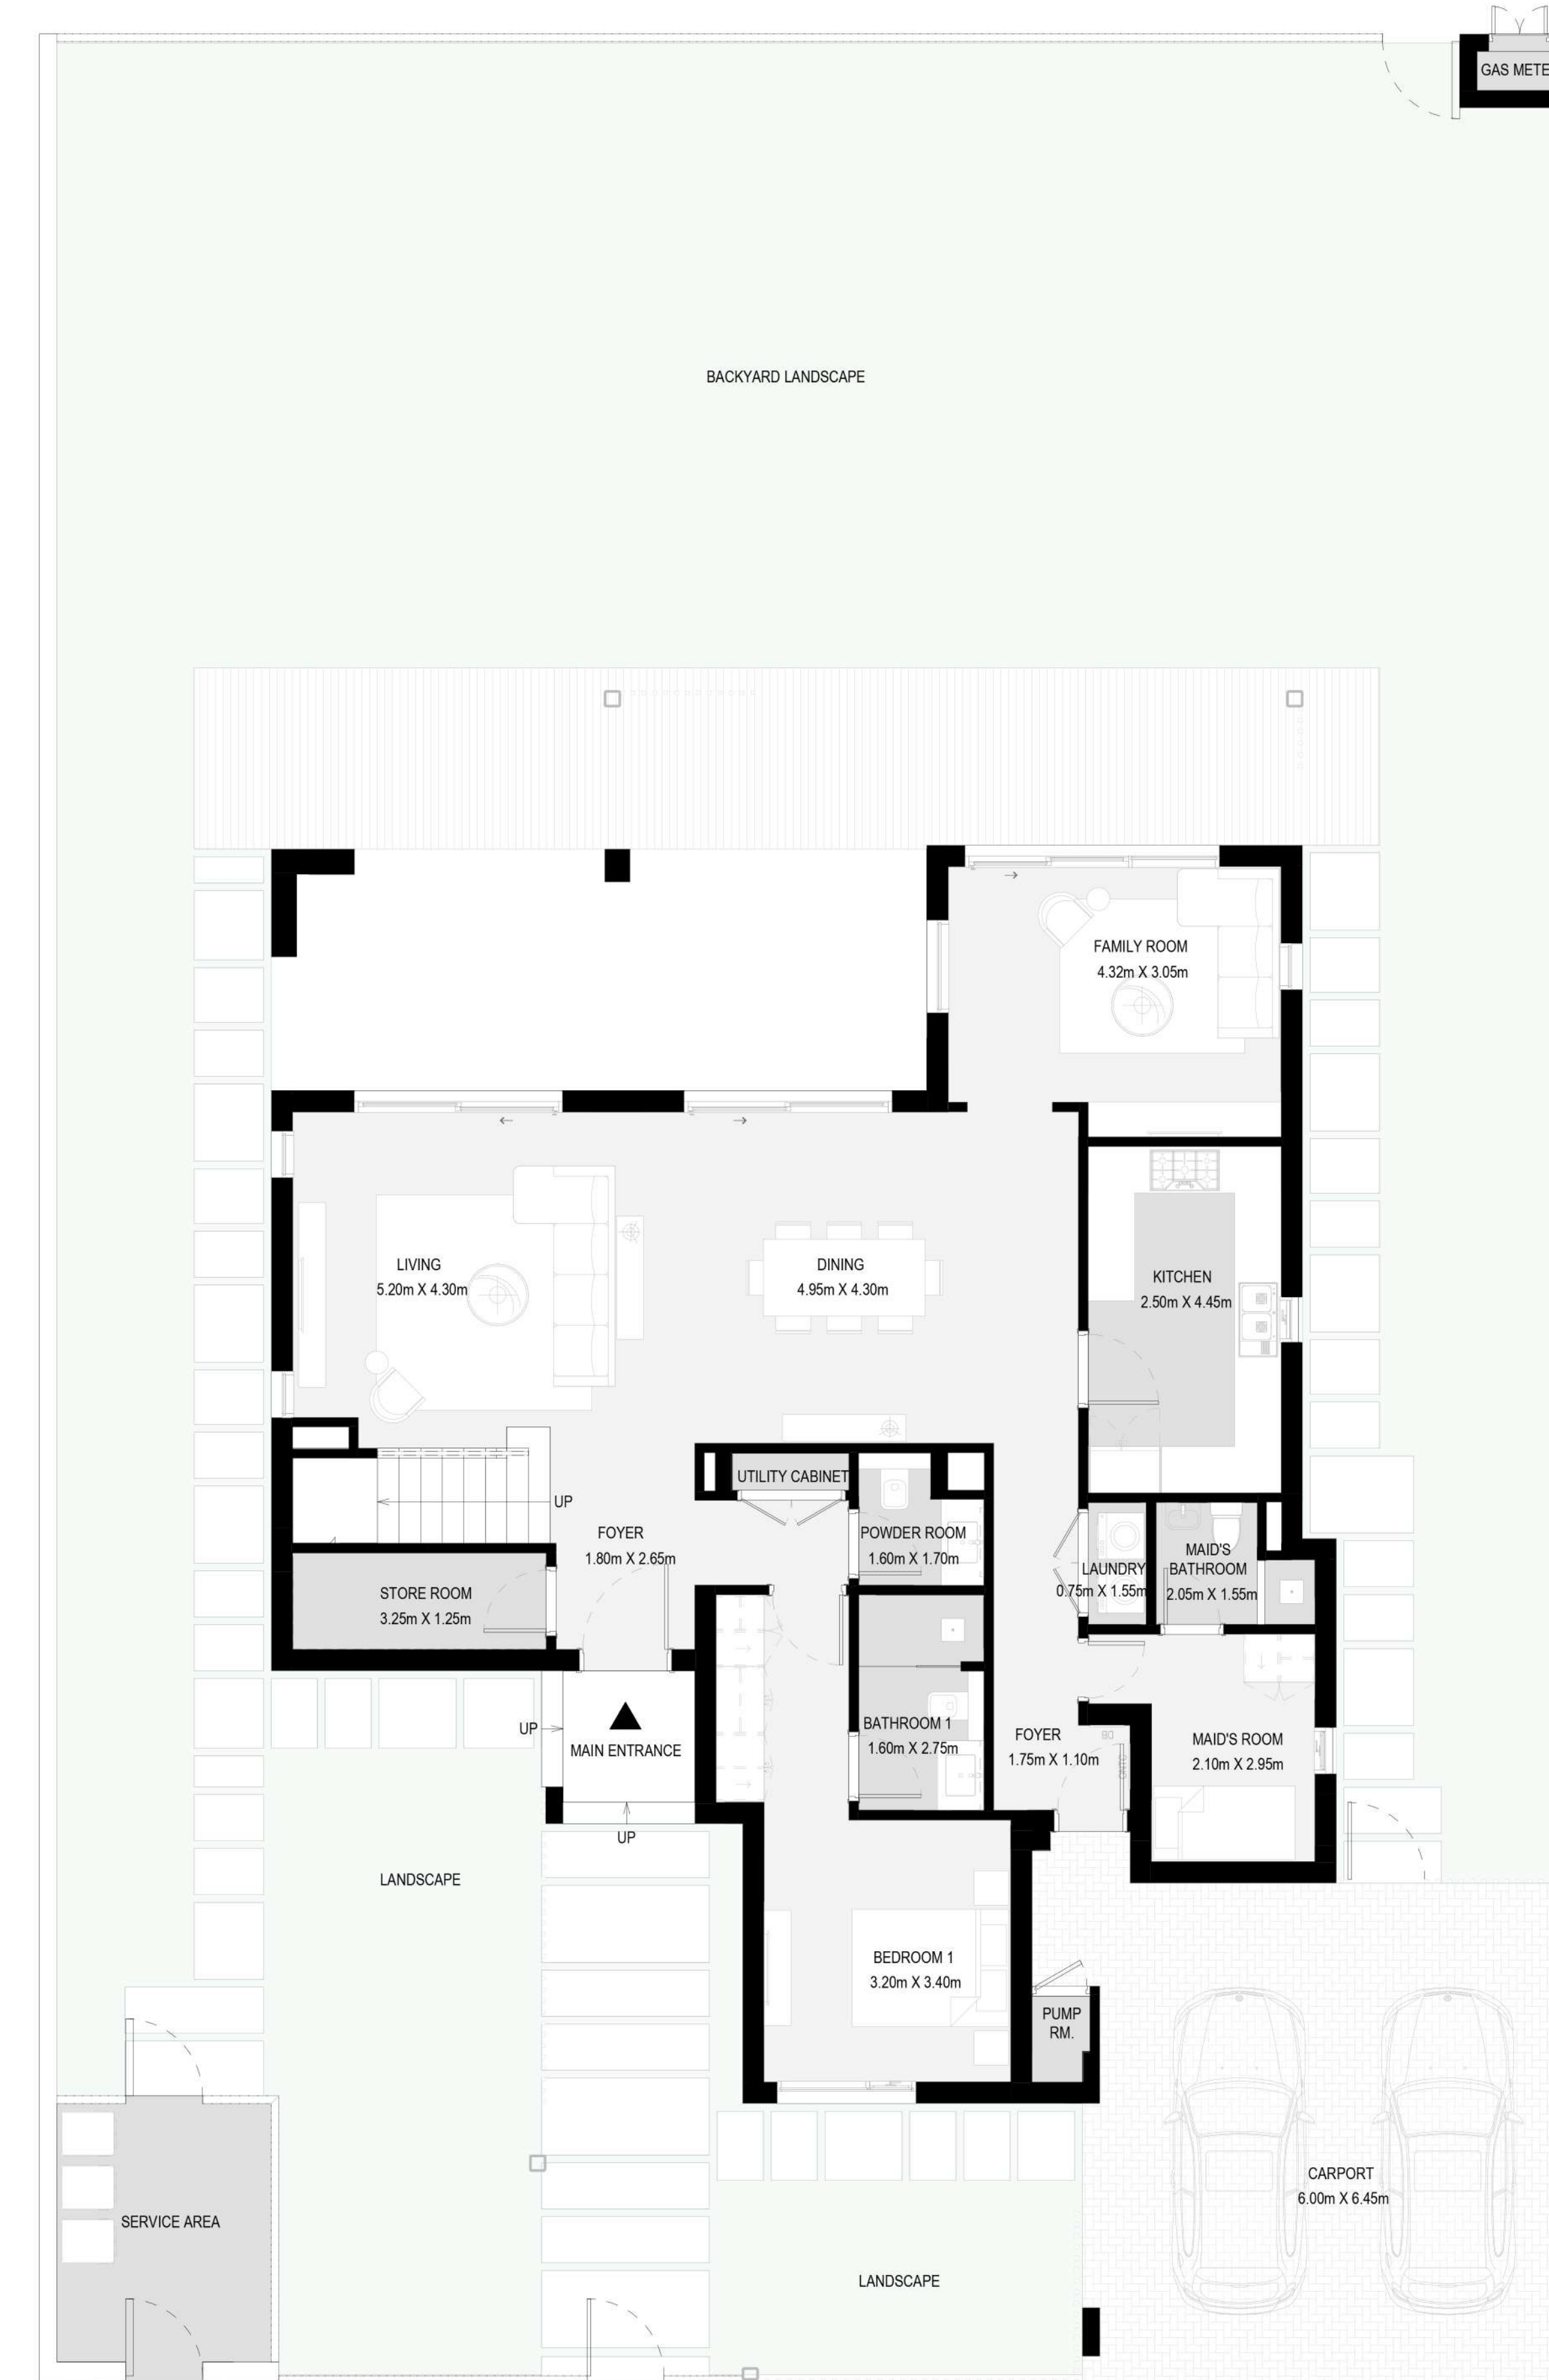 GAS METE
BACKYARD LANDSCAPE
FAMILY ROOM
4.32m X 3.05m
LIVING
5.20m X 4.30m
DINING
4.95m X 4.30m
KITCHEN
2.50m X 4.45m
UTILITY CABINET
UP
FOYER
1.80m X 2.65m
POWDER ROOM
1.60m X 1.70m
LAUNDRY
0.75m X 1.55m
MAID'S
BATHROOM
2.05m X 1.55m
STORE ROOM
3.25m X 1.25m
UP
MAIN ENTRANCE
UP
BATHROOM 1
1.60m X 2.75m
FOYER
1.75m X 1.10m
DB
MAID'S ROOM
2.10m X 2.95m
LANDSCAPE
BEDROOM 1
3.20m X 3.40m
PUMP
RM.
CARPORT
6.00m X 6.45m
SERVICE AREA
LANDSCAPE